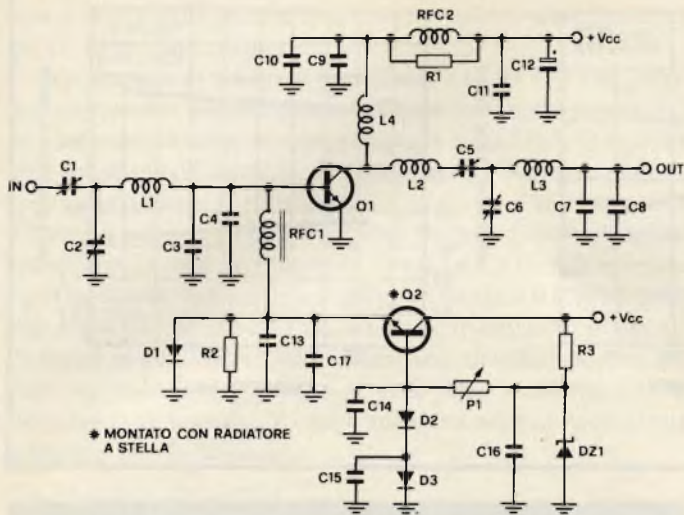 RFC2
+ Vcc
C10
C9
R1
C11
C12
+
L4
C5
IN
C1
L1
L2
L3
OUT
C4
Q1
C2
C3
RFC1
C6
C7
C8
* Q2
+ Vcc
D1
R2
C13
C17
R3
P1
C14
D2
C16
DZ1
C15
D3
* MONTATO CON RADIATORE
A STELLA